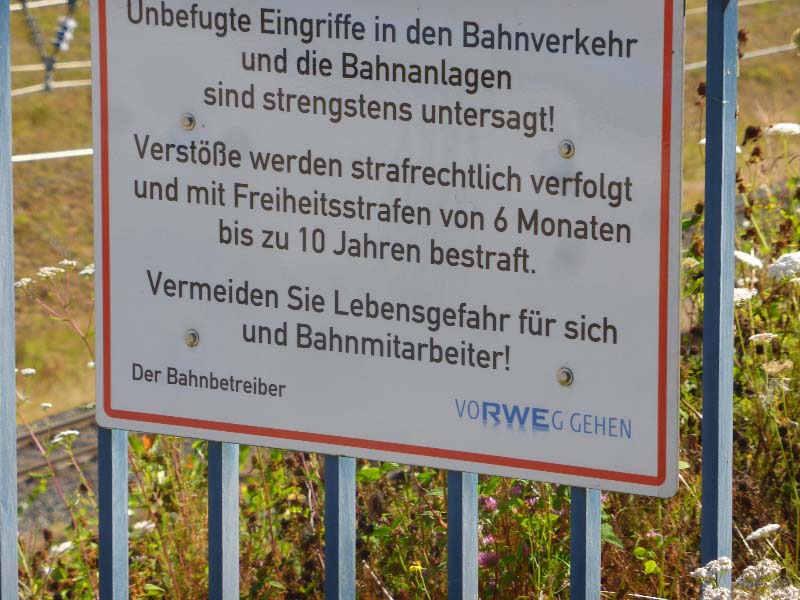 Unbefugte Eingriffe in den Bahnverkehr
und die Bahnanlagen
sind strengstens untersagt!
Verstöße werden strafrechtlich verfolgt
und mit Freiheitsstrafen von 6 Monaten
bis zu 10 Jahren bestraft.
Vermeiden Sie Lebensgefahr für sich
und Bahnmitarbeiter!
Der Bahnbetreiber
VORWEG GEHEN